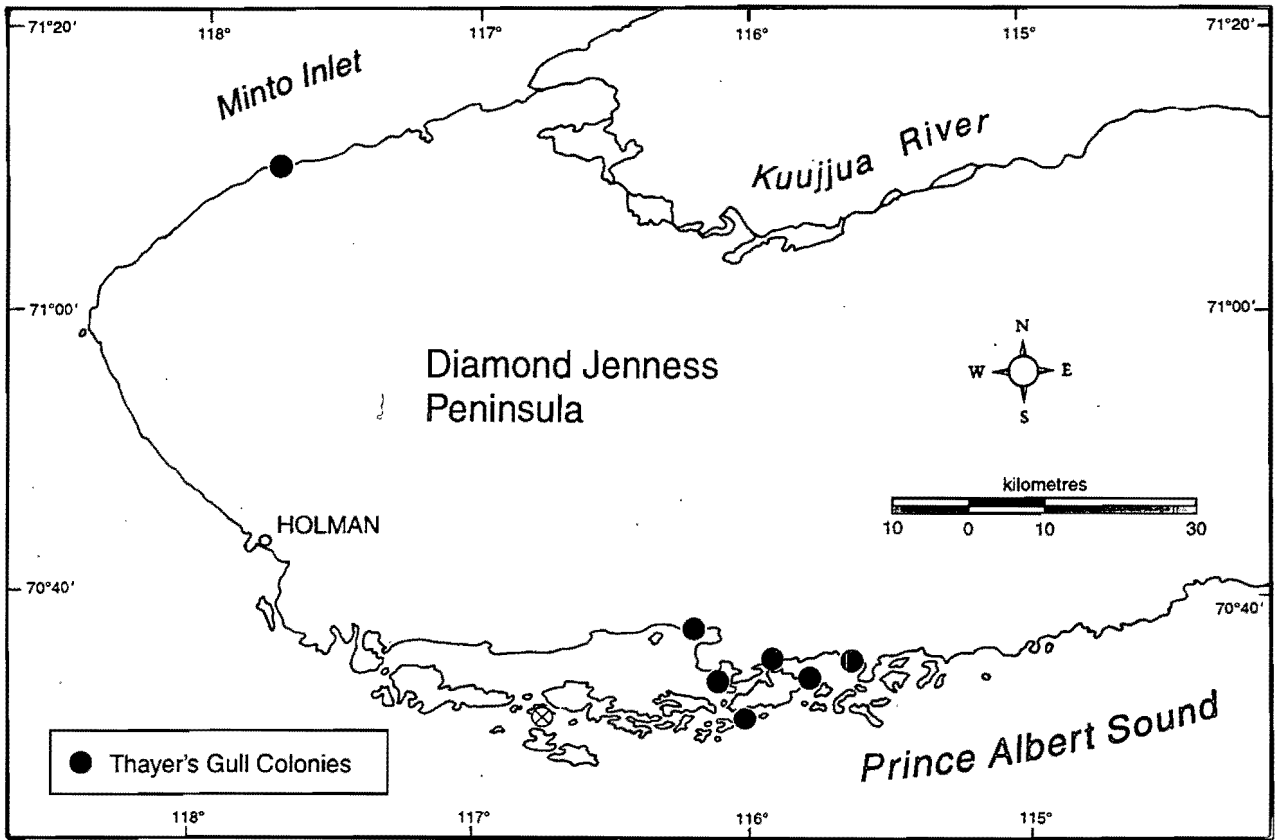 71°20'
118°
117°
116°
115°
71°20'
Minto Inlet
Kuujjua River
71°00'
71°00'
Diamond Jenness
Peninsula
N
W E
S
kilometres
10 0 10 30
HOLMAN
70°40'
70°40'
Prince Albert Sound
Thayer's Gull Colonies
118°
117°
116°
115°